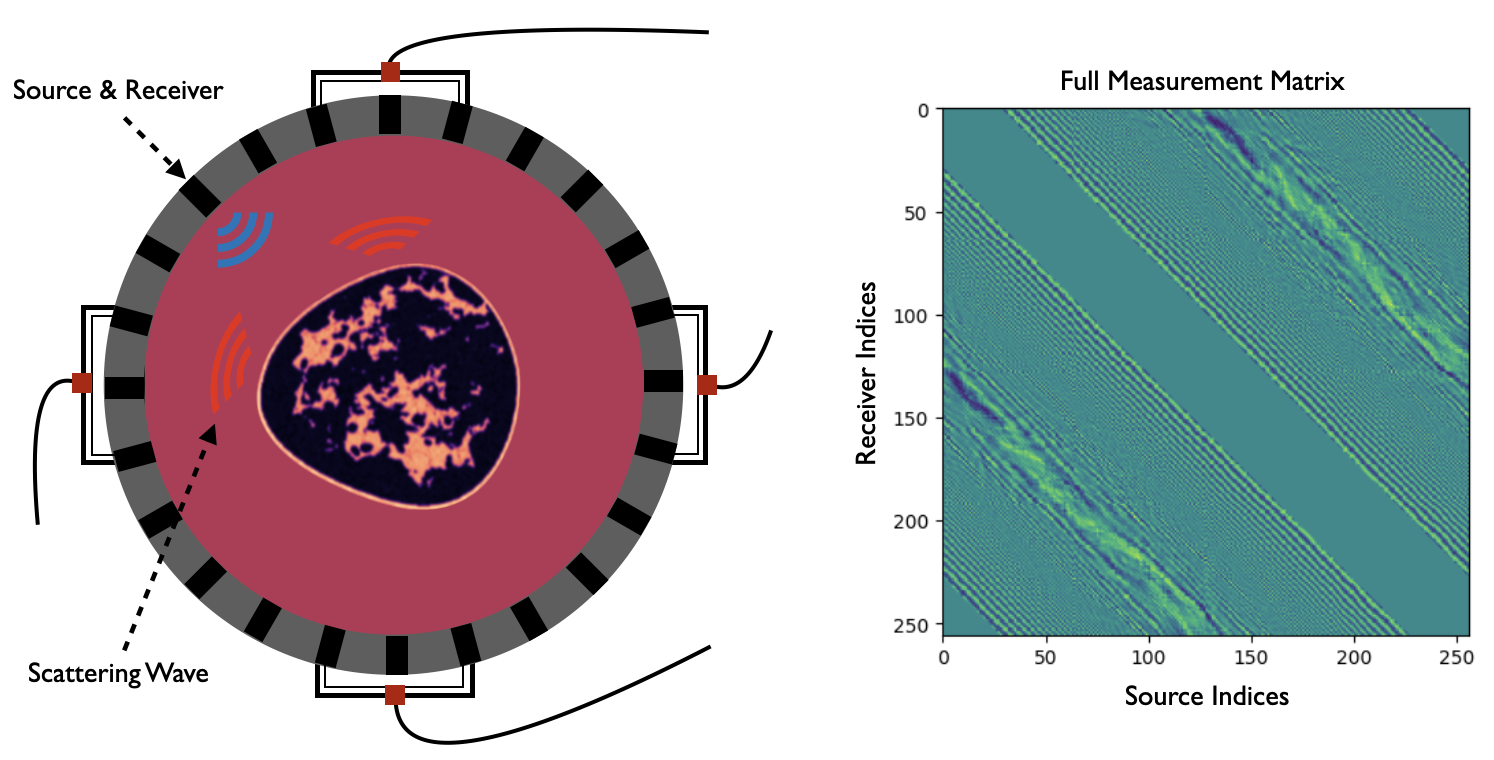 Source & Receiver
Scattering Wave
Full Measurement Matrix
Receiver Indices
0
50
100
150
200
250
0
50
100
150
200
250
Source Indices